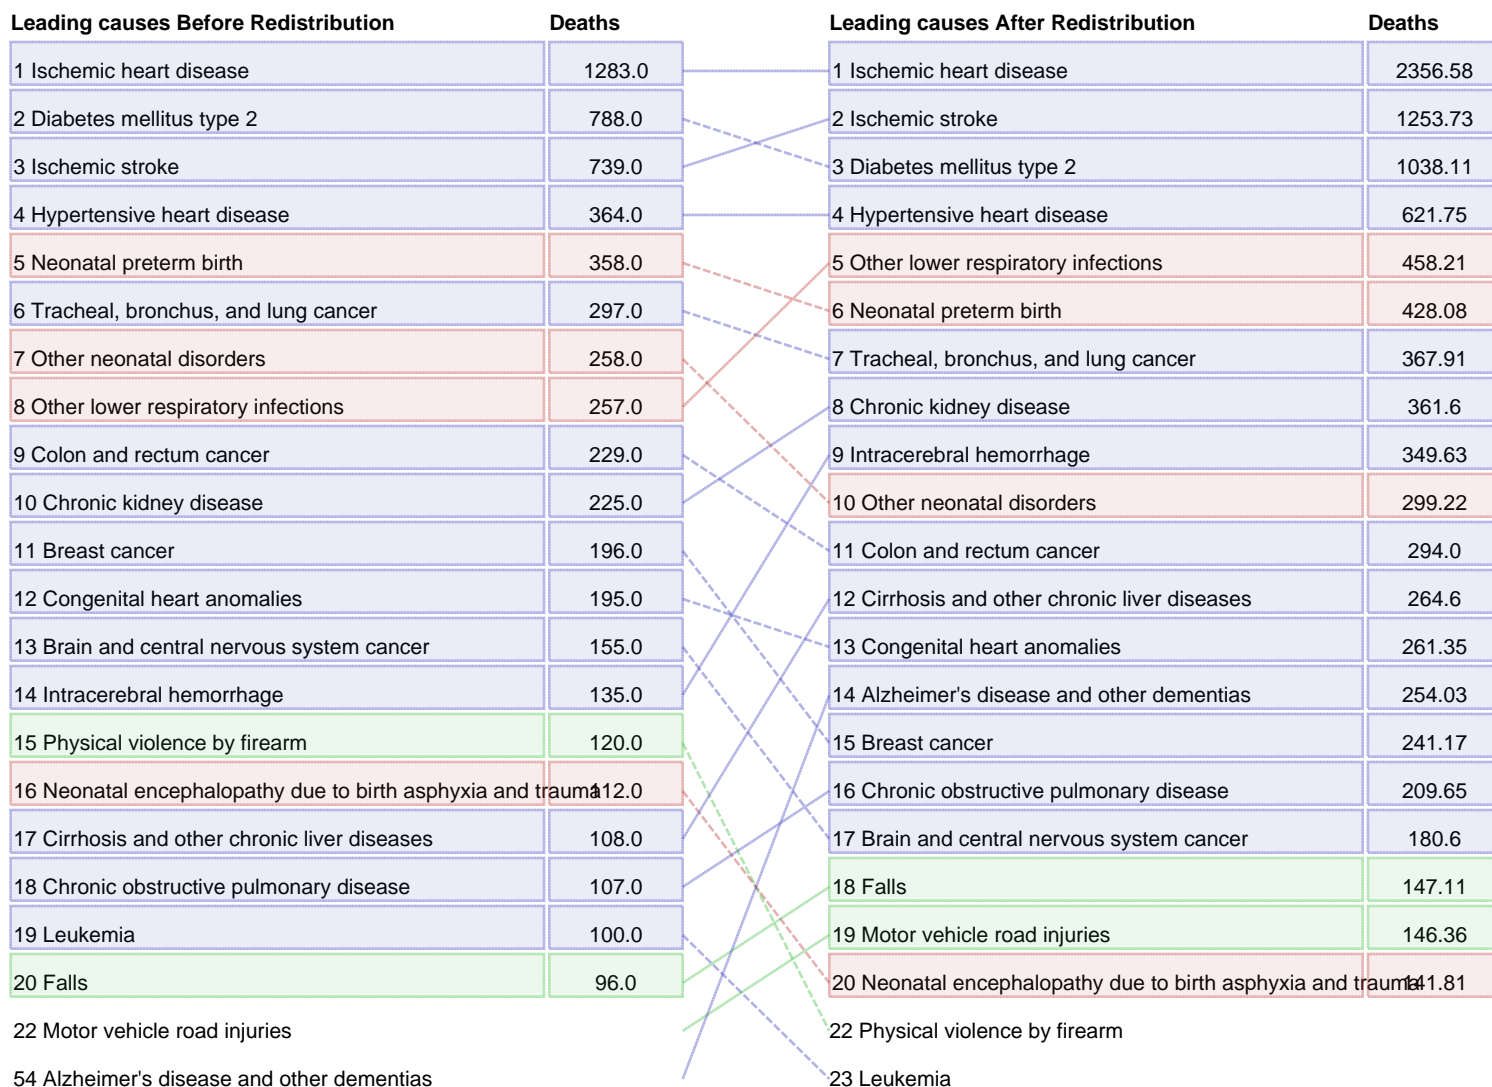 Leading causes Before Redistribution Deaths Leading causes After Redistribution Deaths
1 Ischemic heart disease 1283.0 1 Ischemic heart disease 2356.58
2 Diabetes mellitus type 2 788.0 2 Ischemic stroke 1253.73
3 Ischemic stroke 739.0 3 Diabetes mellitus type 2 1038.11
4 Hypertensive heart disease 364.0 4 Hypertensive heart disease 621.75
5 Neonatal preterm birth 358.0 5 Other lower respiratory infections 458.21
6 Tracheal, bronchus, and lung cancer 297.0 6 Neonatal preterm birth 428.08
7 Other neonatal disorders 258.0 7 Tracheal, bronchus, and lung cancer 367.91
8 Other lower respiratory infections 257.0 8 Chronic kidney disease 361.6
9 Colon and rectum cancer 229.0 9 Intracerebral hemorrhage 349.63
10 Chronic kidney disease 225.0 10 Other neonatal disorders 299.22
11 Breast cancer 196.0 11 Colon and rectum cancer 294.0
12 Congenital heart anomalies 195.0 12 Cirrhosis and other chronic liver diseases 264.6
13 Brain and central nervous system cancer 155.0 13 Congenital heart anomalies 261.35
14 Intracerebral hemorrhage 135.0 14 Alzheimer's disease and other dementias 254.03
15 Physical violence by firearm 120.0 15 Breast cancer 241.17
16 Neonatal encephalopathy due to birth asphyxia and trauma 112.0 16 Chronic obstructive pulmonary disease 209.65
17 Cirrhosis and other chronic liver diseases 108.0 17 Brain and central nervous system cancer 180.6
18 Chronic obstructive pulmonary disease 107.0 18 Falls 147.11
19 Leukemia 100.0 19 Motor vehicle road injuries 146.36
20 Falls 96.0 20 Neonatal encephalopathy due to birth asphyxia and trauma 141.81
22 Motor vehicle road injuries 22 Physical violence by firearm
54 Alzheimer's disease and other dementias 23 Leukemia